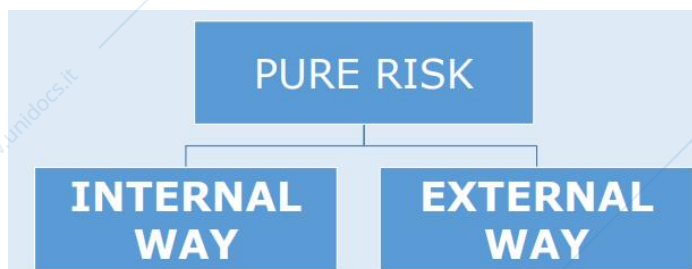 PURE RISK
INTERNAL
WAY
EXTERNAL
WAY
unidocs.it